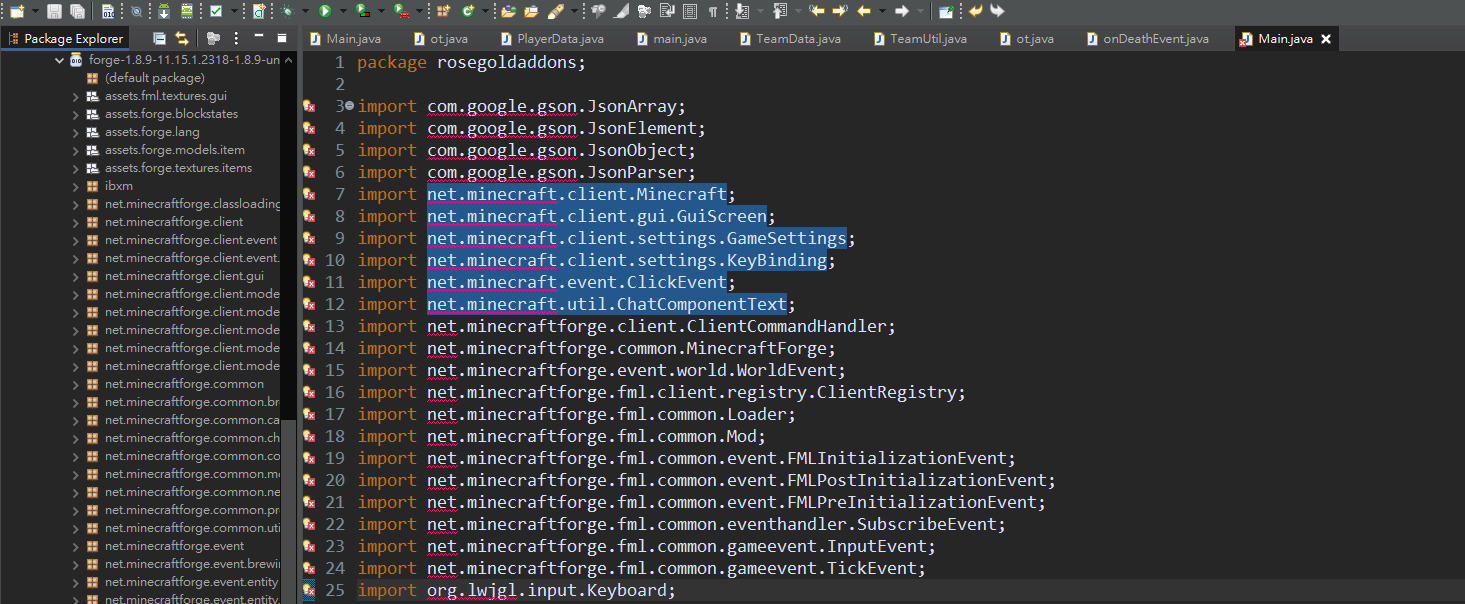 Package Explorer
forge-1.8.9-11.15.1.2318-1.8.9-un
(default package)
assets.fml.textures.gui
assets.forge.blockstates
assets.forge.lang
assets.forge.models.item
assets.forge.textures.items
ibxm
net.minecraftforge.classloading
net.minecraftforge.client
net.minecraftforge.client.event
net.minecraftforge.client.event.
net.minecraftforge.client.gui
net.minecraftforge.client.mode
net.minecraftforge.client.mode
net.minecraftforge.client.mode
net.minecraftforge.client.mode
net.minecraftforge.client.mode
net.minecraftforge.common
net.minecraftforge.common.br
net.minecraftforge.common.ca
net.minecraftforge.common.ch
net.minecraftforge.common.co
net.minecraftforge.common.m
net.minecraftforge.common.ne
net.minecraftforge.common.pr
net.minecraftforge.common.uti
net.minecraftforge.event
net.minecraftforge.event.brewi
net.minecraftforge.event.entity
net.minecraftforge.event.entity.
Main.java ot.java PlayerData.java main.java TeamData.java TeamUtil.java ot.java onDeathEvent.java Main.java
1 package rosegoldaddons;
2
3 import com.google.gson.JsonArray;
4 import com.google.gson.JsonElement;
5 import com.google.gson.JsonObject;
6 import com.google.gson.JsonParser;
7 import net.minecraft.client.Minecraft;
8 import net.minecraft.client.gui.GuiScreen;
9 import net.minecraft.client.settings.GameSettings;
10 import net.minecraft.client.settings.KeyBinding;
11 import net.minecraft.event.ClickEvent;
12 import net.minecraft.util.ChatComponentText;
13 import net.minecraftforge.client.ClientCommandHandler;
14 import net.minecraftforge.common.MinecraftForge;
15 import net.minecraftforge.event.world.WorldEvent;
16 import net.minecraftforge.fml.client.registry.ClientRegistry;
17 import net.minecraftforge.fml.common.Loader;
18 import net.minecraftforge.fml.common.Mod;
19 import net.minecraftforge.fml.common.event.FMLInitializationEvent;
20 import net.minecraftforge.fml.common.event.FMLPostInitializationEvent;
21 import net.minecraftforge.fml.common.event.FMLPreInitializationEvent;
22 import net.minecraftforge.fml.common.eventhandler.SubscribeEvent;
23 import net.minecraftforge.fml.common.gameevent.InputEvent;
24 import net.minecraftforge.fml.common.gameevent.TickEvent;
25 import org.lwjgl.input.Keyboard;